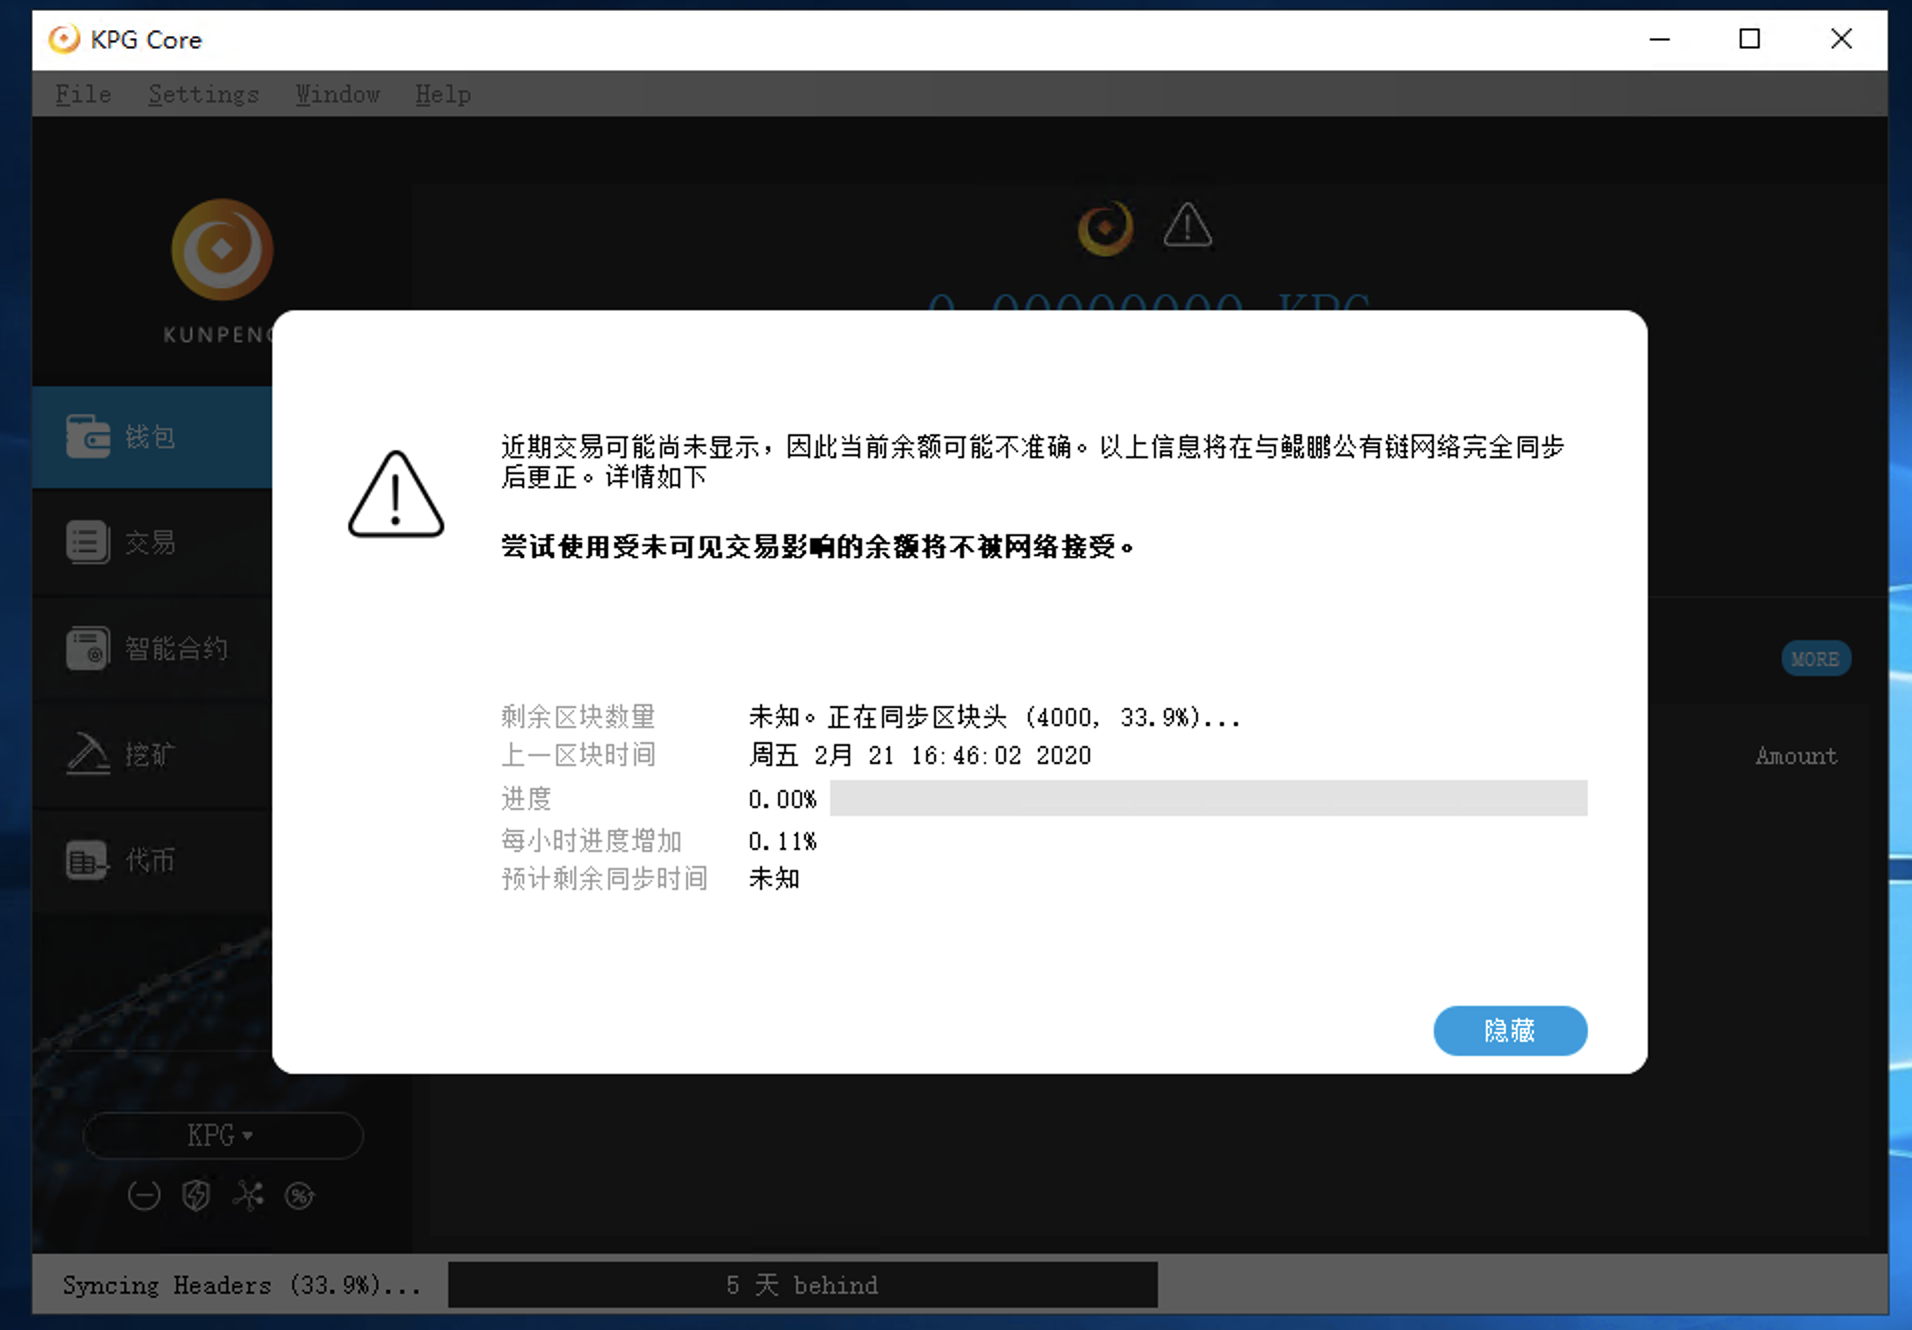 KPG Core
File Settings Window Help
KUNPENG
钱包
交易
智能合约
挖矿
代币
近期交易可能尚未显示，因此当前余额可能不准确。以上信息将在与鲲鹏公有链网络完全同步
后更正。详情如下
尝试使用受未可见交易影响的余额将不被网络接受。
剩余区块数量 未知。正在同步区块头 (4000, 33.9%)...
上一区块时间 周五 2月 21 16:46:02 2020
进度 0.00%
每小时进度增加 0.11%
预计剩余同步时间 未知
隐藏
MORE
Amount
KPG
Syncing Headers (33.9%)...
5 天 behind